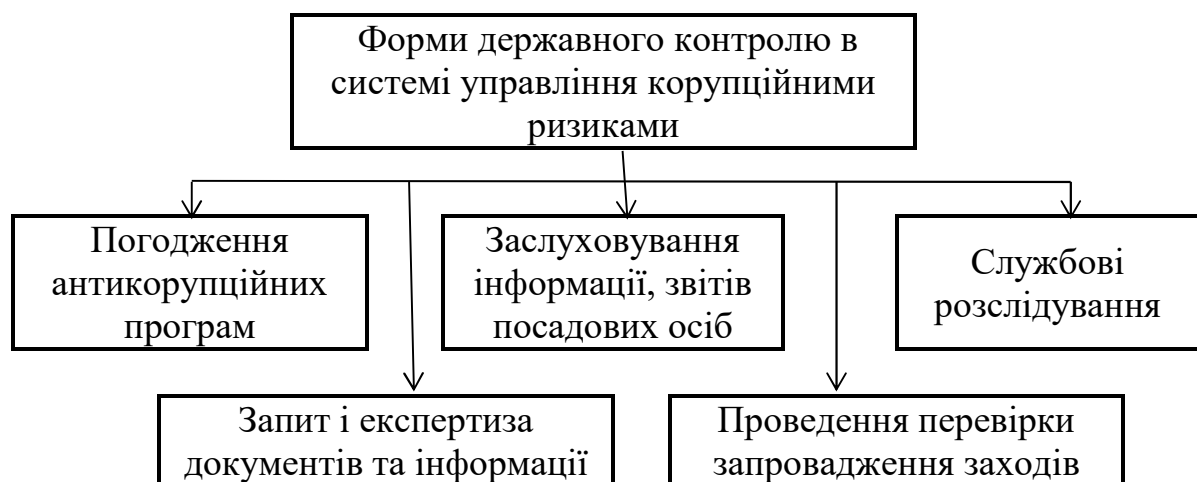 Форми державного контролю в
системі управління корупційними
ризиками
Погодження
антикорупційних
програм
Заслуховування
інформації, звітів
посадових осіб
Службові
розслідування
Запит і експертиза
документів та інформації
Проведення перевірки
запровадження заходів